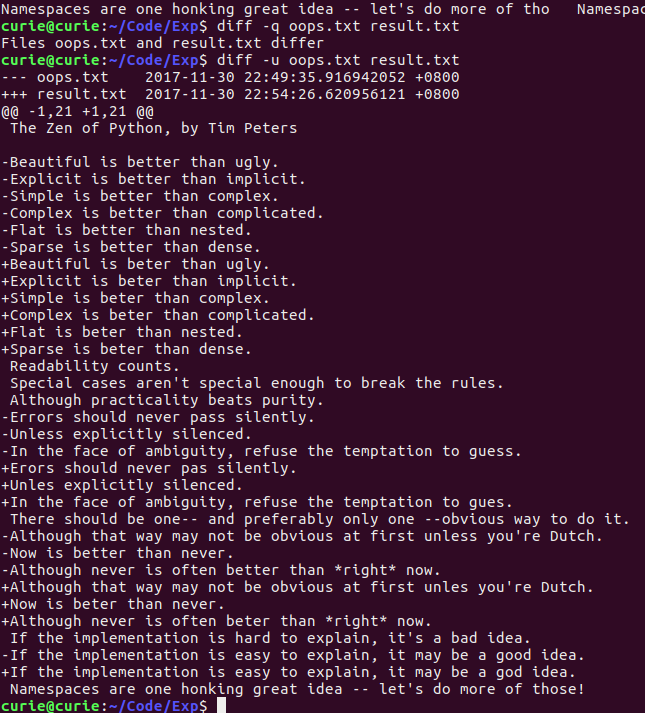 Namespaces are one honking great idea -- let's do more of tho   Namespac
curie@curie:~/Code/Exp$ diff -q oops.txt result.txt
Files oops.txt and result.txt differ
curie@curie:~/Code/Exp$ diff -u oops.txt result.txt
--- oops.txt    2017-11-30 22:49:35.916942052 +0800
+++ result.txt  2017-11-30 22:54:26.620956121 +0800
@@ -1,21 +1,21 @@
 The Zen of Python, by Tim Peters

-Beautiful is better than ugly.
-Explicit is better than implicit.
-Simple is better than complex.
-Complex is better than complicated.
-Flat is better than nested.
-Sparse is better than dense.
+Beautiful is beter than ugly.
+Explicit is beter than implicit.
+Simple is beter than complex.
+Complex is beter than complicated.
+Flat is beter than nested.
+Sparse is beter than dense.
 Readability counts.
 Special cases aren't special enough to break the rules.
 Although practicality beats purity.
-Errors should never pass silently.
-Unless explicitly silenced.
-In the face of ambiguity, refuse the temptation to guess.
+Erors should never pas silently.
+Unles explicitly silenced.
+In the face of ambiguity, refuse the temptation to gues.
 There should be one-- and preferably only one --obvious way to do it.
-Although that way may not be obvious at first unless you're Dutch.
-Now is better than never.
-Although never is often better than *right* now.
+Although that way may not be obvious at first unles you're Dutch.
+Now is beter than never.
+Although never is often beter than *right* now.
 If the implementation is hard to explain, it's a bad idea.
-If the implementation is easy to explain, it may be a good idea.
+If the implementation is easy to explain, it may be a god idea.
 Namespaces are one honking great idea -- let's do more of those!
curie@curie:~/Code/Exp$